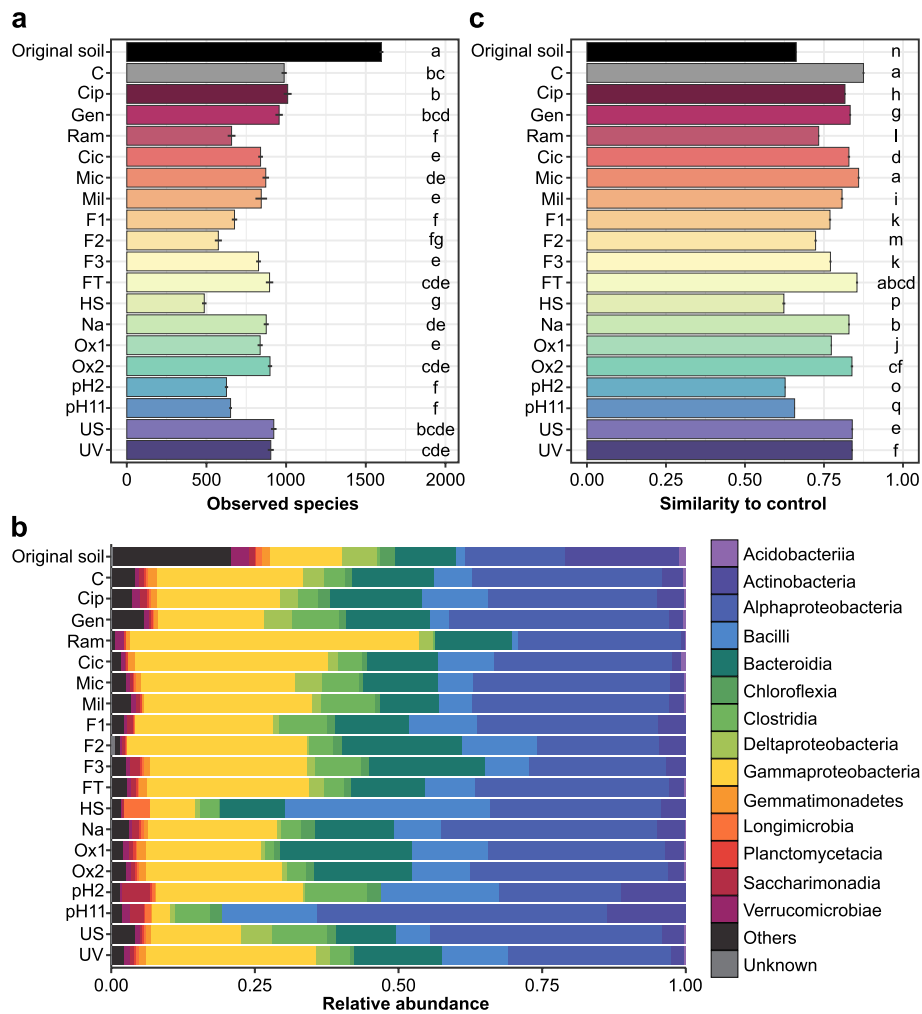 a
Original soil a
C bc
Cip b
Gen bcd
Ram f
Cic e
Mic de
Mil e
F1 f
F2 fg
F3 e
FT cde
HS g
Na de
Ox1 e
Ox2 cde
pH2 f
pH11 f
US bcde
UV cde
0 500 1000 1500 2000
Observed species
c
Original soil n
C a
Cip h
Gen g
Ram l
Cic d
Mic a
Mil i
F1 k
F2 m
F3 k
FT abcd
HS p
Na b
Ox1 j
Ox2 cf
pH2 o
pH11 q
US e
UV f
0.00 0.25 0.50 0.75 1.00
Similarity to control
b
Original soil
C
Cip
Gen
Ram
Cic
Mic
Mil
F1
F2
F3
FT
HS
Na
Ox1
Ox2
pH2
pH11
US
UV
0.00 0.25 0.50 0.75 1.00
Relative abundance
Acidobacteriia
Actinobacteria
Alphaproteobacteria
Bacilli
Bacteroidia
Chloroflexia
Clostridia
Deltaproteobacteria
Gammaproteobacteria
Gemmatimonadetes
Longimicrobia
Planctomycetacia
Saccharimonadia
Verrucomicrobiae
Others
Unknown